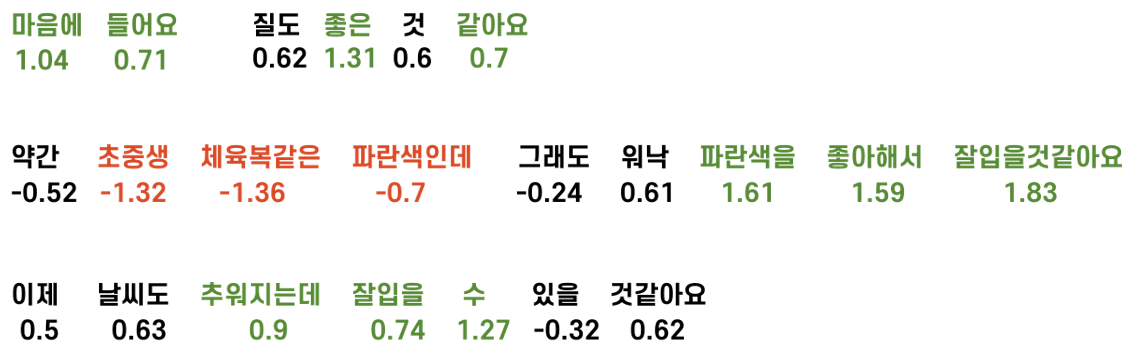 마음에 들어요 질도 좋은 것 같아요
1.04 0.71 0.62 1.31 0.6 0.7
약간 초중생 체육복같은 파란색인데 그래도 워낙 파란색을 좋아해서 잘입을것같아요
-0.52 -1.32 -1.36 -0.7 -0.24 0.61 1.61 1.59 1.83
이제 날씨도 추워지는데 잘입을 수 있을 것같아요
0.5 0.63 0.9 0.74 1.27 -0.32 0.62